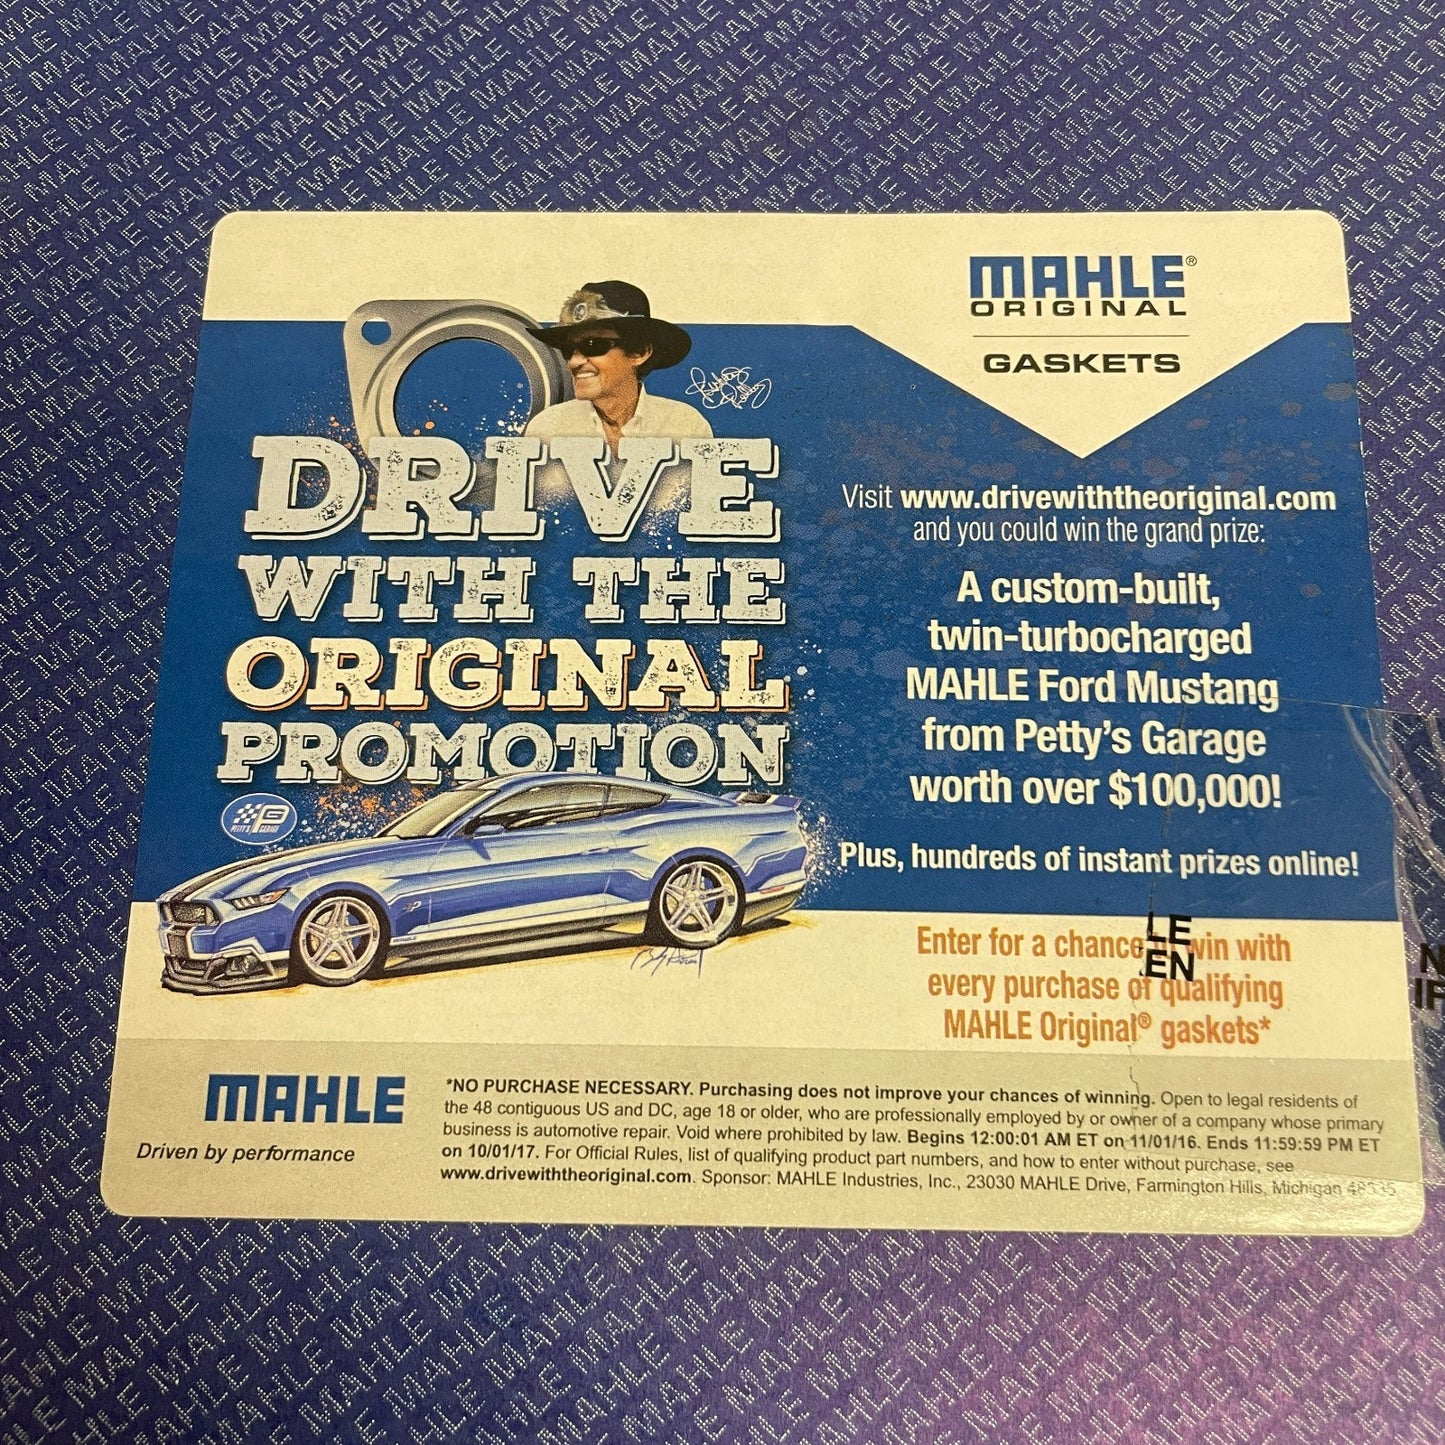 MAHLE®
ORIGINAL
GASKETS
DRIVE
WITH THE
ORIGINAL
PROMOTION
PG
PETTY'S GARAGE
Visit www.drivewiththeoriginal.com
and you could win the grand prize:
A custom-built,
twin-turbocharged
MAHLE Ford Mustang
from Petty's Garage
worth over $100,000!
Plus, hundreds of instant prizes online!
Enter for a chance win with
every purchase of qualifying
MAHLE Original® gaskets*
LE
EN
N
IF
MAHLE
Driven by performance
*NO PURCHASE NECESSARY. Purchasing does not improve your chances of winning. Open to legal residents of
the 48 contiguous US and DC, age 18 or older, who are professionally employed by or owner of a company whose primary
business is automotive repair. Void where prohibited by law. Begins 12:00:01 AM ET on 11/01/16. Ends 11:59:59 PM ET
on 10/01/17. For Official Rules, list of qualifying product part numbers, and how to enter without purchase, see
www.drivewiththeoriginal.com. Sponsor: MAHLE Industries, Inc., 23030 MAHLE Drive, Farmington Hills, Michigan